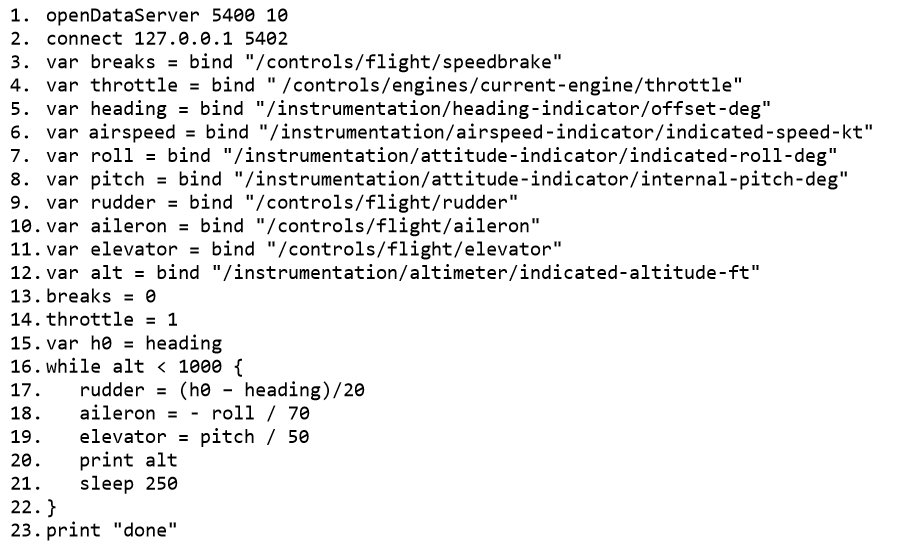 1. openDataServer 5400 10
2. connect 127.0.0.1 5402
3. var breaks = bind "/controls/flight/speedbrake"
4. var throttle = bind " /controls/engines/current-engine/throttle"
5. var heading = bind "/instrumentation/heading-indicator/offset-deg"
6. var airspeed = bind "/instrumentation/airspeed-indicator/indicated-speed-kt"
7. var roll = bind "/instrumentation/attitude-indicator/indicated-roll-deg"
8. var pitch = bind "/instrumentation/attitude-indicator/internal-pitch-deg"
9. var rudder = bind "/controls/flight/rudder"
10. var aileron = bind "/controls/flight/aileron"
11. var elevator = bind "/controls/flight/elevator"
12. var alt = bind "/instrumentation/altimeter/indicated-altitude-ft"
13. breaks = 0
14. throttle = 1
15. var h0 = heading
16. while alt < 1000 {
17.    rudder = (h0 – heading)/20
18.    aileron = - roll / 70
19.    elevator = pitch / 50
20.    print alt
21.    sleep 250
22. }
23. print "done"